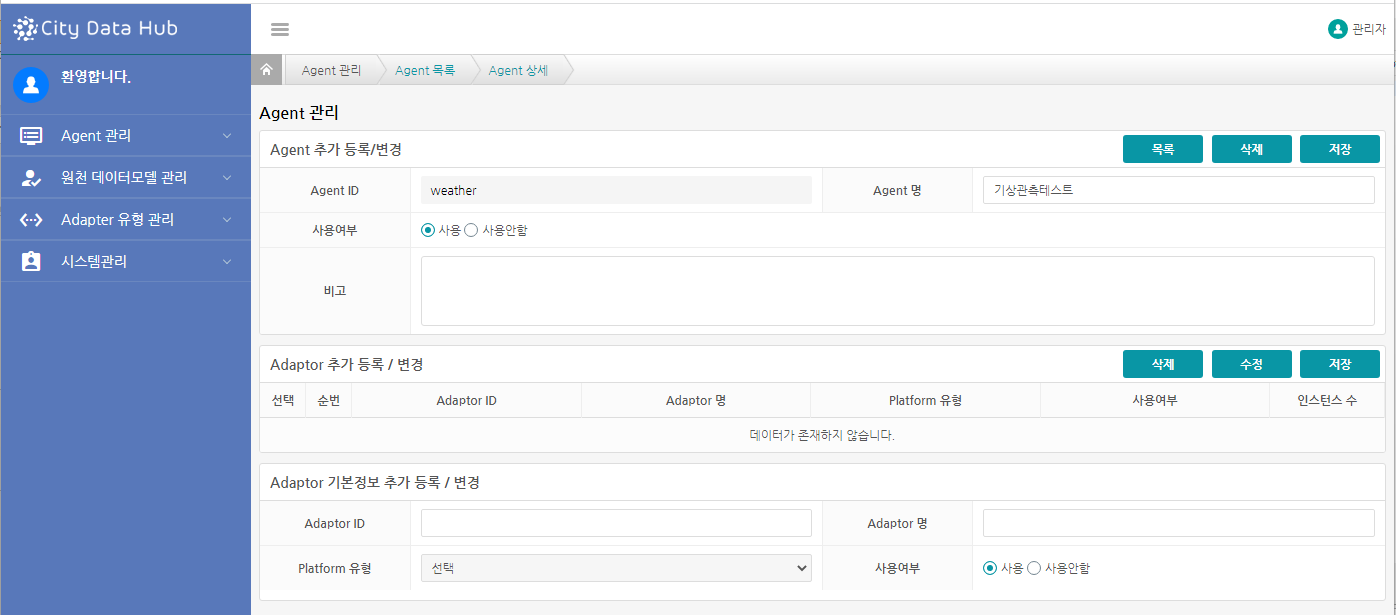 City Data Hub
관리자
환영합니다.
Agent 관리
원천 데이터모델 관리
Adapter 유형 관리
시스템관리
Agent 관리 Agent 목록 Agent 상세
Agent 관리
Agent 추가 등록/변경 목록 삭제 저장
Agent ID weather Agent 명 기상관측테스트
사용여부 사용 사용안함
비고
Adaptor 추가 등록 / 변경 삭제 수정 저장
선택 순번 Adaptor ID Adaptor 명 Platform 유형 사용여부 인스턴스 수
데이터가 존재하지 않습니다.
Adaptor 기본정보 추가 등록 / 변경
Adaptor ID Adaptor 명
Platform 유형 선택 사용여부 사용 사용안함